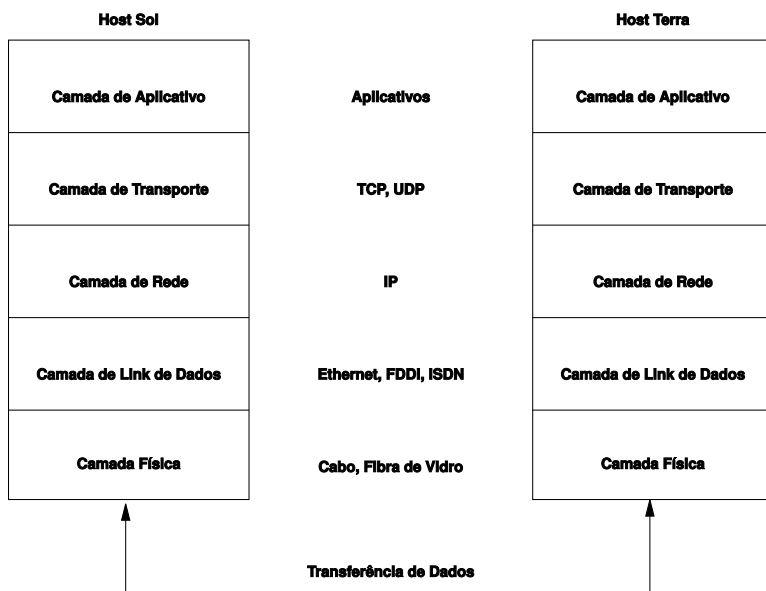 Host Sol
Host Terra
Camada de Aplicativo
Aplicativos
Camada de Aplicativo
Camada de Transporte
TCP, UDP
Camada de Transporte
Camada de Rede
IP
Camada de Rede
Camada de Link de Dados
Ethernet, FDDI, ISDN
Camada de Link de Dados
Camada Física
Cabo, Fibra de Vidro
Camada Física
Transferência de Dados